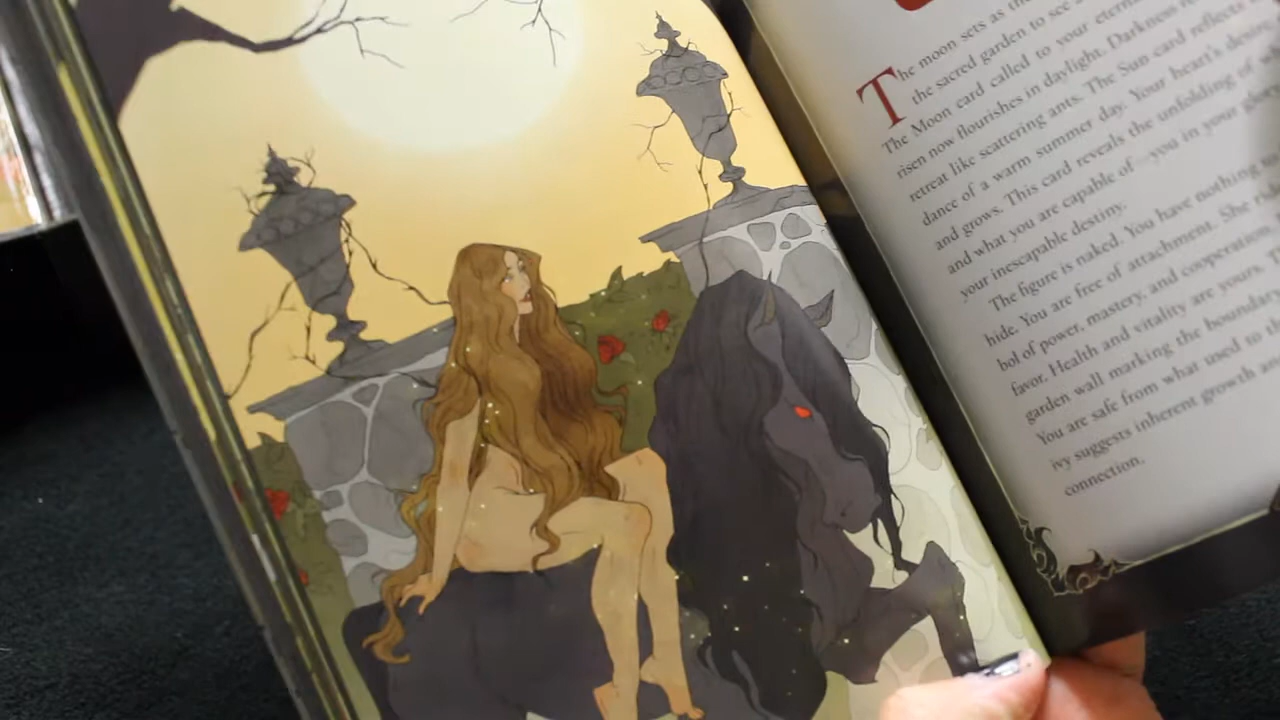 The moon sets as the
the sacred garden to see
The Moon card called to your etern
risen now flourishes in daylight. Darkness
retreat like scattering ants. The Sun card reflects
dance of a warm summer day. Your heart's desire
and grows. This card reveals the unfolding of
and what you are capable of—you in your
your inescapable destiny.
The figure is naked. You have nothing
hide. You are free of attachment. She
bol of power, mastery, and cooperation.
favor. Health and vitality are yours.
garden wall marking the boundary
You are safe from what used to
ivy suggests inherent growth
connection.